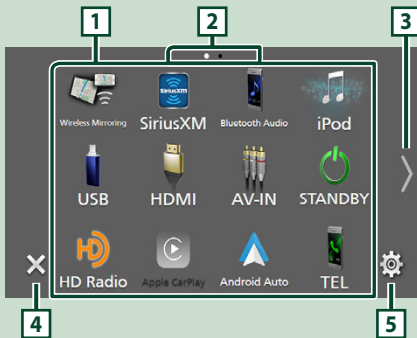 1 2 3
Wireless Mirroring SiriusXM Bluetooth Audio iPod
USB HDMI AV-IN STANDBY
HD Radio Apple CarPlay Android Auto TEL
4 5